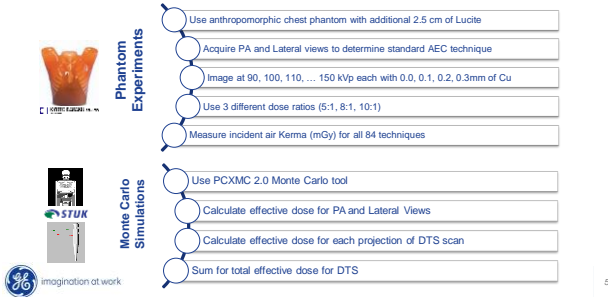 Phantom
Experiments
Use anthropomorphic chest phantom with additional 2.5 cm of Lucite
Acquire PA and Lateral views to determine standard AEC technique
Image at 90, 100, 110, ... 150 kVp each with 0.0, 0.1, 0.2, 0.3mm of Cu
Use 3 different dose ratios (5:1, 8:1, 10:1)
Measure incident air Kerma (mGy) for all 84 techniques
Monte Carlo
Simulations
STUK
Use PCXMC 2.0 Monte Carlo tool
Calculate effective dose for PA and Lateral Views
Calculate effective dose for each projection of DTS scan
Sum for total effective dose for DTS
GE imagination at work
5